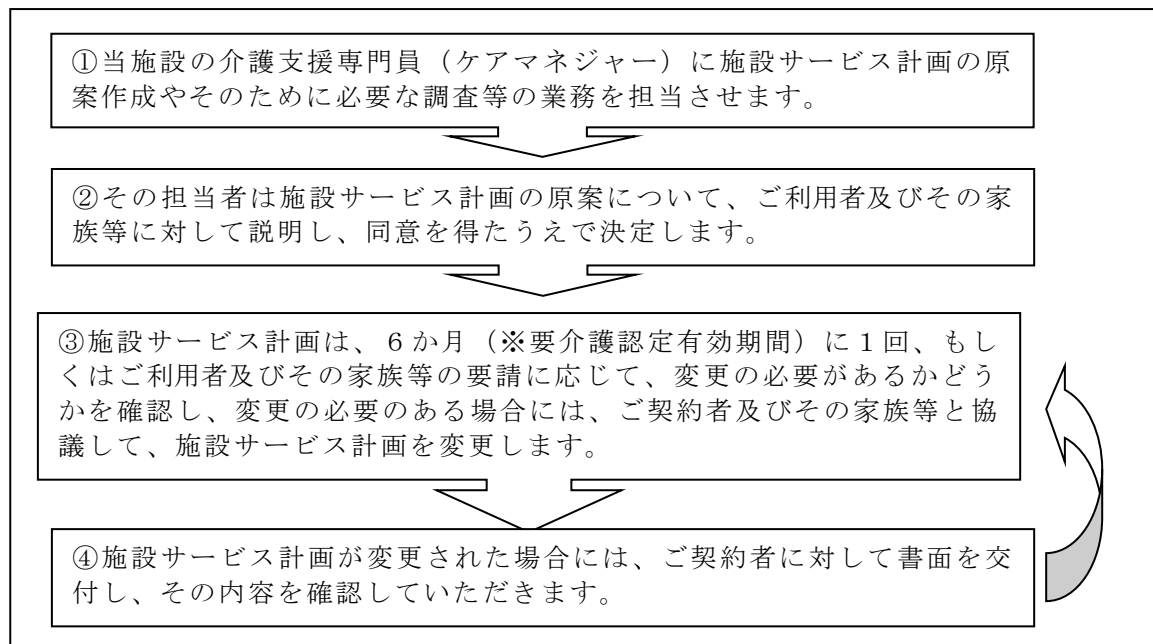 ①当施設の介護支援専門員（ケアマネジャー）に施設サービス計画の原
案作成やそのために必要な調査等の業務を担当させます。
②その担当者は施設サービス計画の原案について、ご利用者及びその家
族等に対して説明し、同意を得たうえで決定します。
③施設サービス計画は、６か月（※要介護認定有効期間）に１回、もし
くはご利用者及びその家族等の要請に応じて、変更の必要があるかどう
かを確認し、変更の必要のある場合には、ご契約者及びその家族等と協
議して、施設サービス計画を変更します。
④施設サービス計画が変更された場合には、ご契約者に対して書面を交
付し、その内容を確認していただきます。